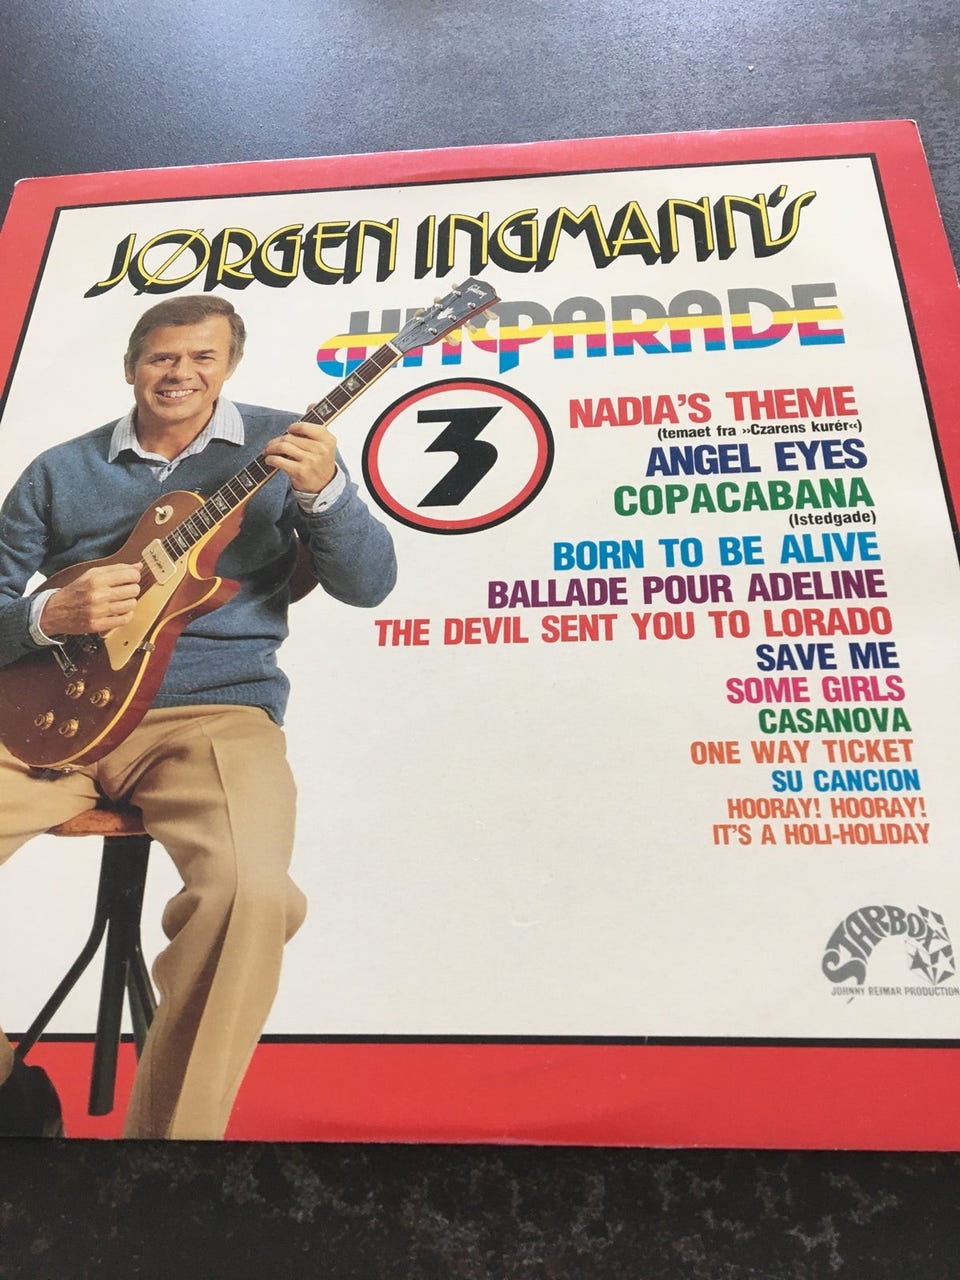 JØRGEN INGMANN'S
HITPARADE
3
NADIA'S THEME
(temaet fra »Czarens kurér«)
ANGEL EYES
COPACABANA
(Istedgade)
BORN TO BE ALIVE
BALLADE POUR ADELINE
THE DEVIL SENT YOU TO LORADO
SAVE ME
SOME GIRLS
CASANOVA
ONE WAY TICKET
SU CANCION
HOORAY! HOORAY!
IT'S A HOLI-HOLIDAY
STARBOX
JOHNNY REIMAR PRODUCTION
Gibson